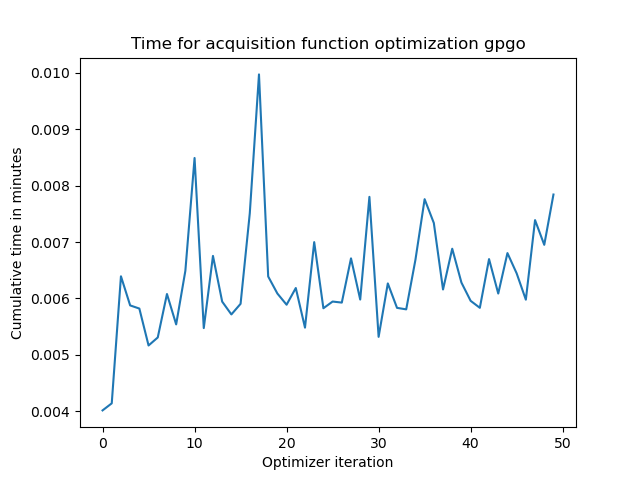 Time for acquisition function optimization gpgo
0.010
0.009
0.008
0.007
0.006
0.005
0.004
Cumulative time in minutes
0 10 20 30 40 50
Optimizer iteration